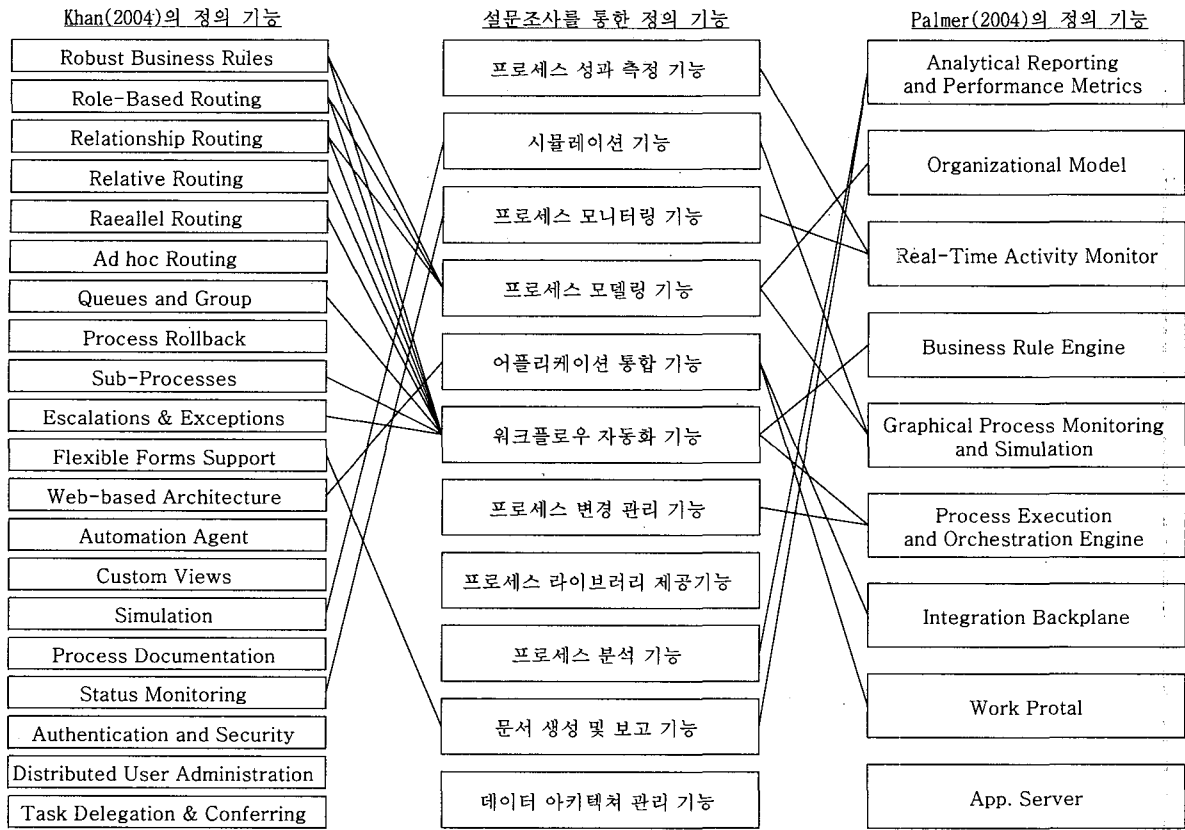 Khan(2004)의 정의 기능
Robust Business Rules
Role-Based Routing
Relationship Routing
Relative Routing
Raeallel Routing
Ad hoc Routing
Queues and Group
Process Rollback
Sub-Processes
Escalations & Exceptions
Flexible Forms Support
Web-based Architecture
Automation Agent
Custom Views
Simulation
Process Documentation
Status Monitoring
Authentication and Security
Distributed User Administration
Task Delegation & Conferring
설문조사를 통한 정의 기능
프로세스 성과 측정 기능
시뮬레이션 기능
프로세스 모니터링 기능
프로세스 모델링 기능
어플리케이션 통합 기능
워크플로우 자동화 기능
프로세스 변경 관리 기능
프로세스 라이브러리 제공기능
프로세스 분석 기능
문서 생성 및 보고 기능
데이터 아키텍쳐 관리 기능
Palmer(2004)의 정의 기능
Analytical Reporting
and Performance Metrics
Organizational Model
Real-Time Activity Monitor
Business Rule Engine
Graphical Process Monitoring
and Simulation
Process Execution
and Orchestration Engine
Integration Backplane
Work Protal
App. Server